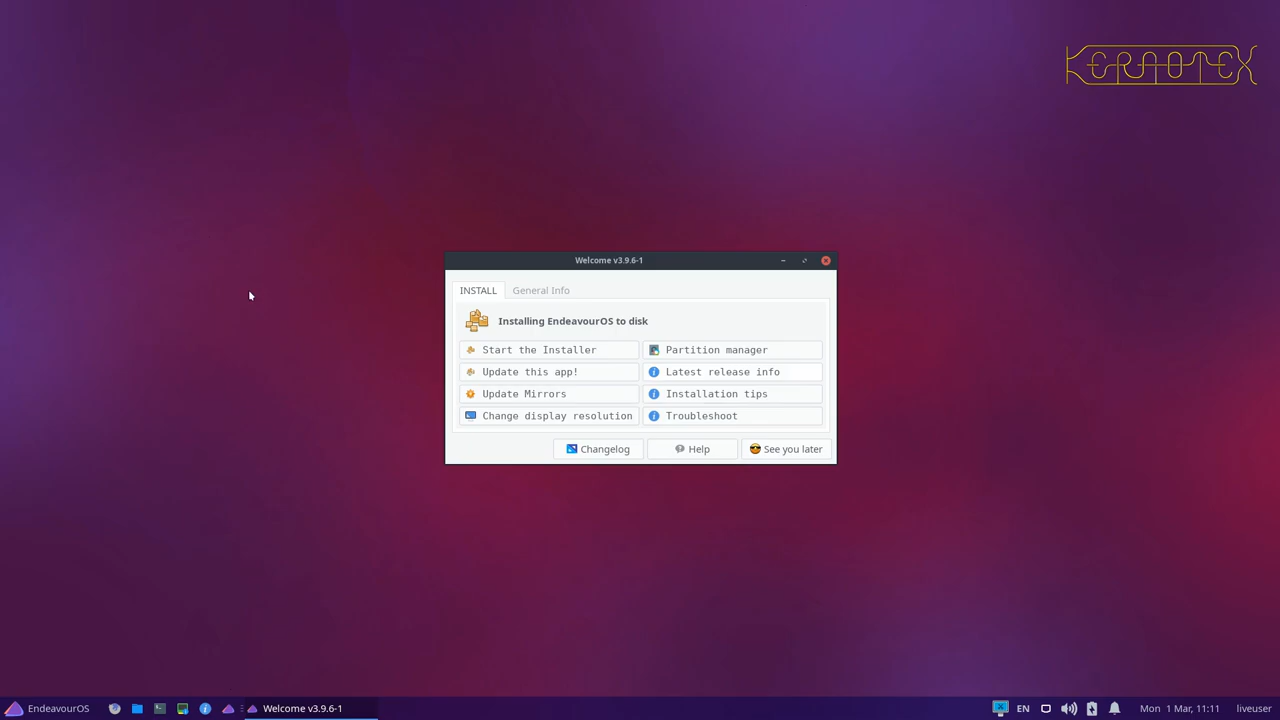 KERNOTEX
Welcome v3.9.6-1
INSTALL
General Info
Installing EndeavourOS to disk
Start the Installer
Partition manager
Update this app!
Latest release info
Update Mirrors
Installation tips
Change display resolution
Troubleshoot
Changelog
Help
See you later
EndeavourOS
Welcome v3.9.6-1
EN
Mon 1 Mar, 11:11
liveuser